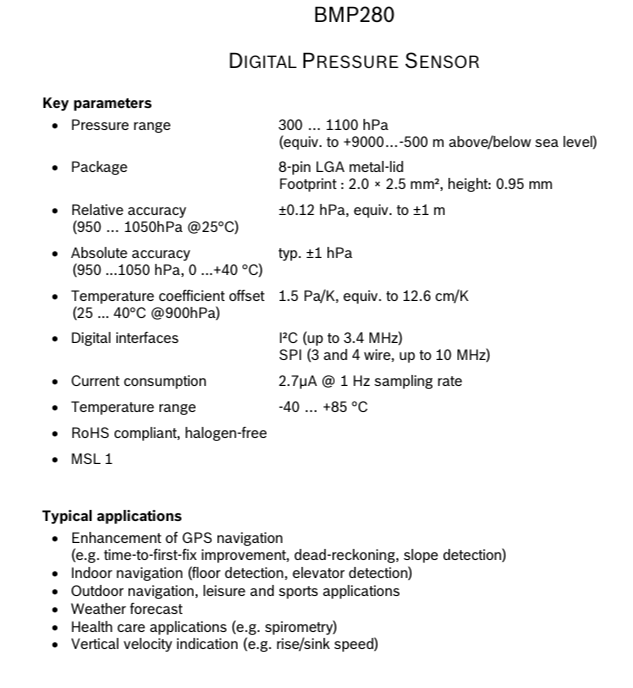 BMP280
DIGITAL PRESSURE SENSOR
Key parameters
• Pressure range 300 ... 1100 hPa
(equiv. to +9000...-500 m above/below sea level)
• Package 8-pin LGA metal-lid
Footprint : 2.0 × 2.5 mm², height: 0.95 mm
• Relative accuracy ±0.12 hPa, equiv. to ±1 m
(950 ... 1050hPa @25°C)
• Absolute accuracy typ. ±1 hPa
(950 ...1050 hPa, 0 ...+40 °C)
• Temperature coefficient offset 1.5 Pa/K, equiv. to 12.6 cm/K
(25 ... 40°C @900hPa)
• Digital interfaces I²C (up to 3.4 MHz)
SPI (3 and 4 wire, up to 10 MHz)
• Current consumption 2.7µA @ 1 Hz sampling rate
• Temperature range -40 ... +85 °C
• RoHS compliant, halogen-free
• MSL 1
Typical applications
• Enhancement of GPS navigation
(e.g. time-to-first-fix improvement, dead-reckoning, slope detection)
• Indoor navigation (floor detection, elevator detection)
• Outdoor navigation, leisure and sports applications
• Weather forecast
• Health care applications (e.g. spirometry)
• Vertical velocity indication (e.g. rise/sink speed)